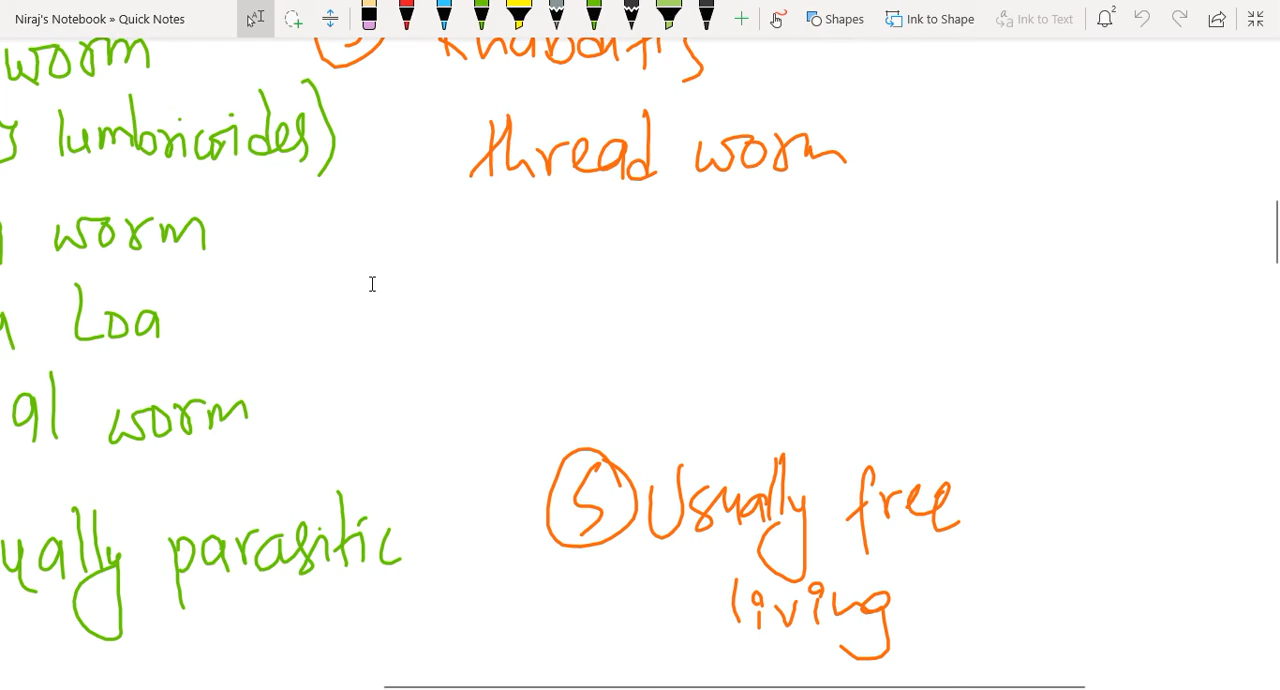 Niraj's Notebook » Quick Notes
Shapes
Ink to Shape
Ink to Text
worm
lumbricoides)
worm
Loa
worm
ually parasitic
thread worm
5 Usually free
living